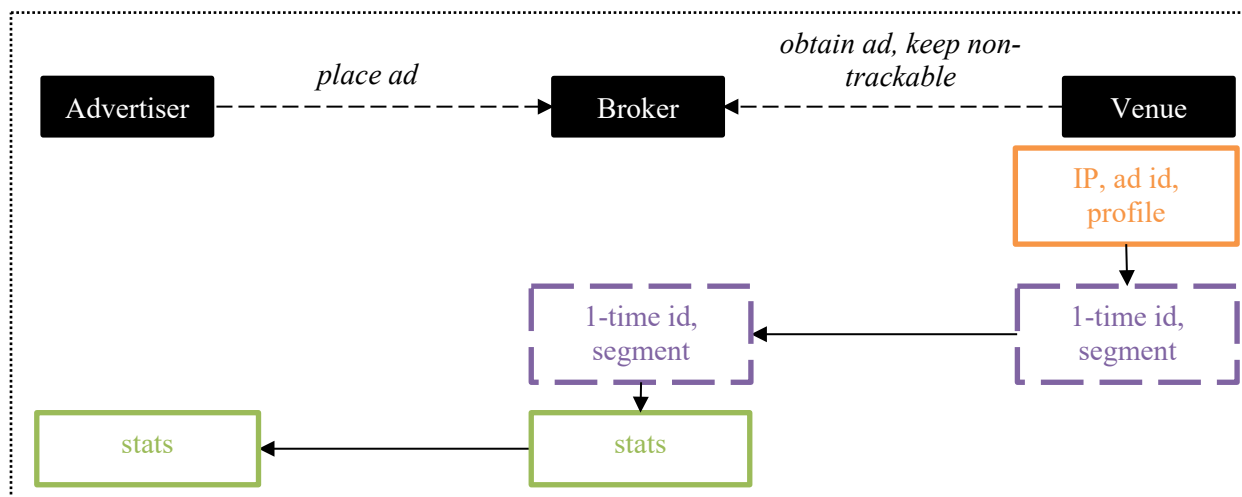 obtain ad, keep non-
trackable
place ad
Advertiser
Broker
Venue
IP, ad id,
profile
1-time id,
segment
1-time id,
segment
stats
stats